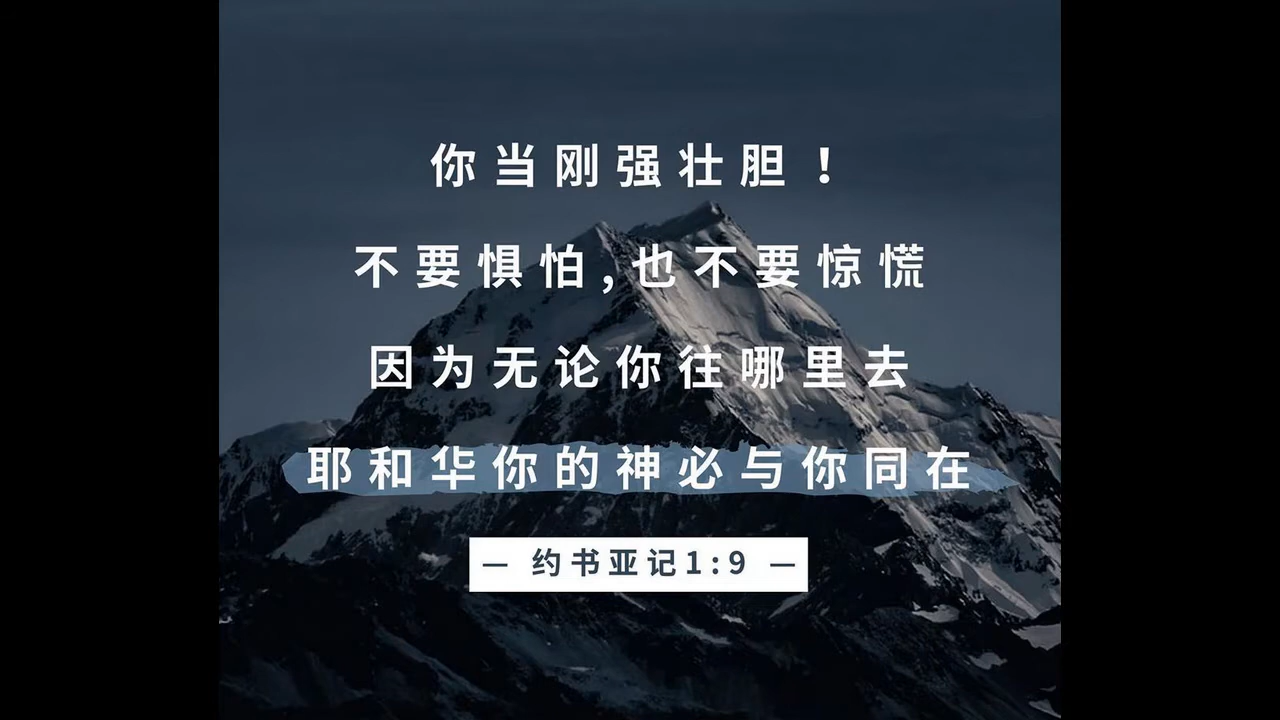 你当刚强壮胆！
不要惧怕,也不要惊慌
因为无论你往哪里去
耶和华你的神必与你同在
— 约书亚记1:9 —